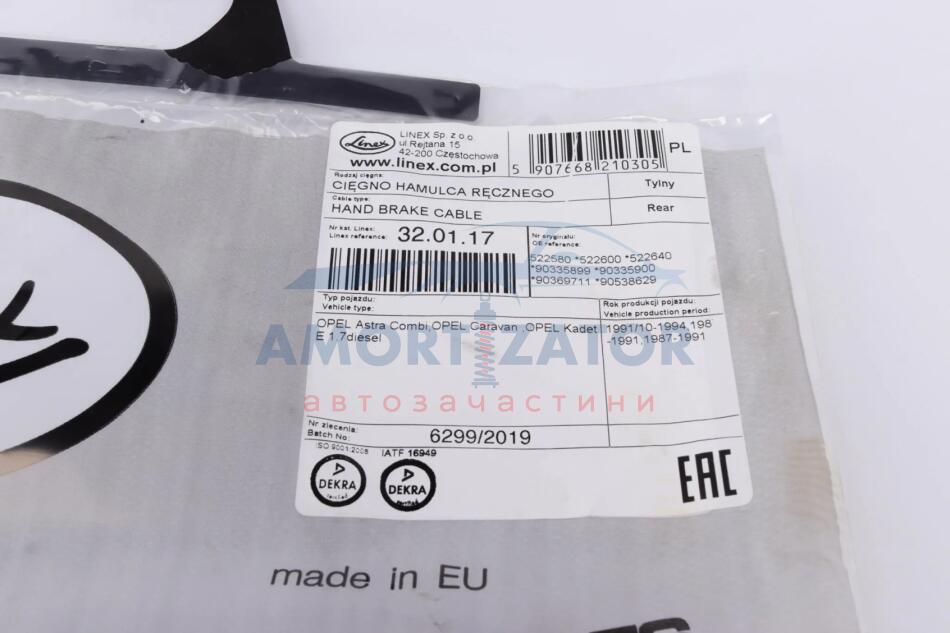 Linex
LINEX Sp. z o.o.
ul.Rejtana 15
42-200 Częstochowa
www.linex.com.pl
5 907668 210305
PL
Rodzaj cięgna:
CIĘGNO HAMULCA RĘCZNEGO
Tylny
Cable type:
HAND BRAKE CABLE
Rear
Nr kat. Linex:
Linex reference:
32.01.17
Nr oryginału:
OE reference:
522580 *522600 *522640
*90335899 *90335900
*90369711 *90538629
Typ pojazdu:
Vehicle type:
Rok produkcji pojazdu:
Vehicle production period:
OPEL Astra Combi,OPEL Caravan ,OPEL Kadet
E 1,7diesel
1991/10-1994,198
-1991,1987-1991
AMORTIZATOR
автозачастини
Nr zlecenia:
Batch No:
6299/2019
ISO 9001:2008
IATF 16949
DEKRA
DEKRA
EAC
made in EU